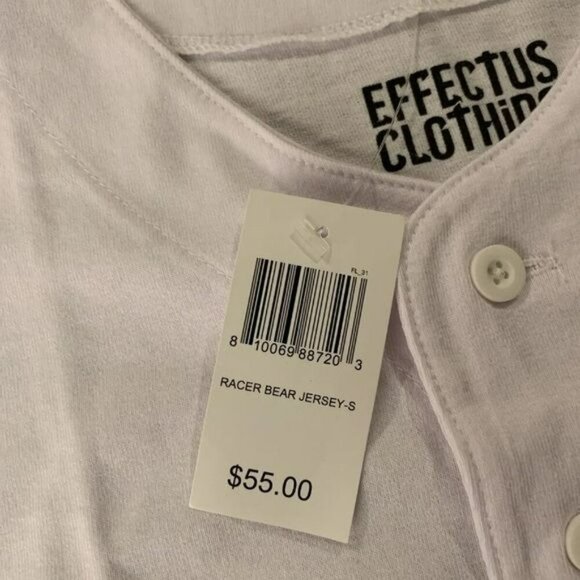 EFFECTUS
CLOTHING
FL_31
8 10069 88720 3
RACER BEAR JERSEY-S
$55.00